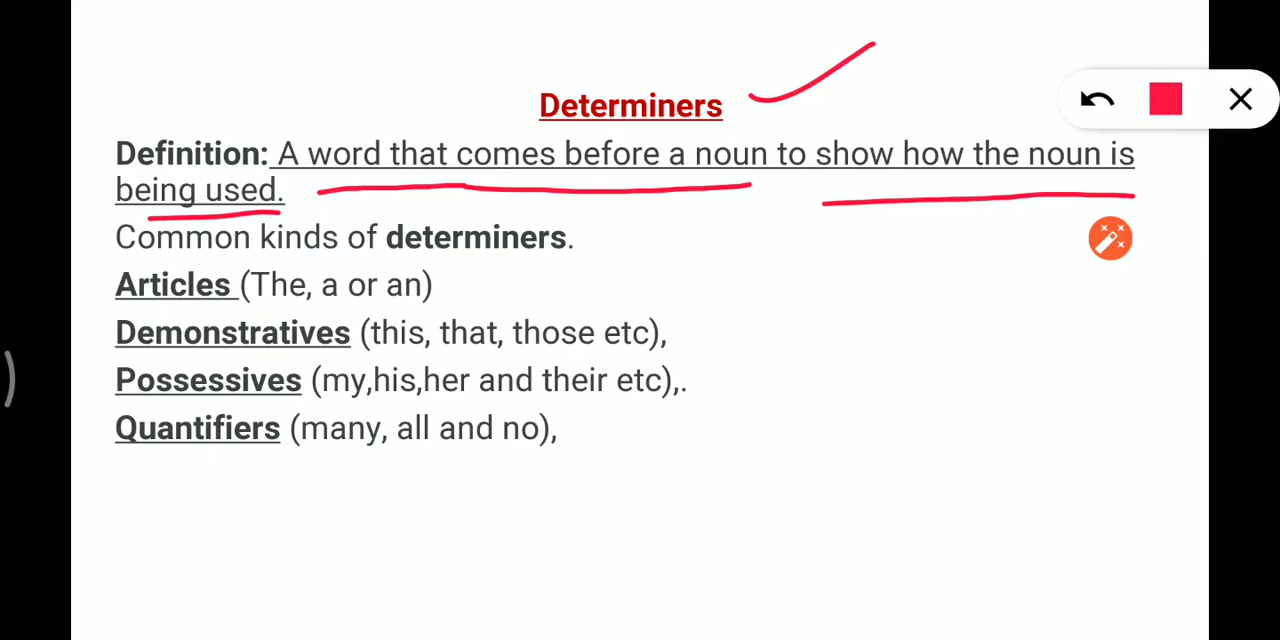 Determiners
Definition: A word that comes before a noun to show how the noun is
being used.
Common kinds of determiners.
Articles (The, a or an)
Demonstratives (this, that, those etc),
Possessives (my,his,her and their etc),.
Quantifiers (many, all and no),